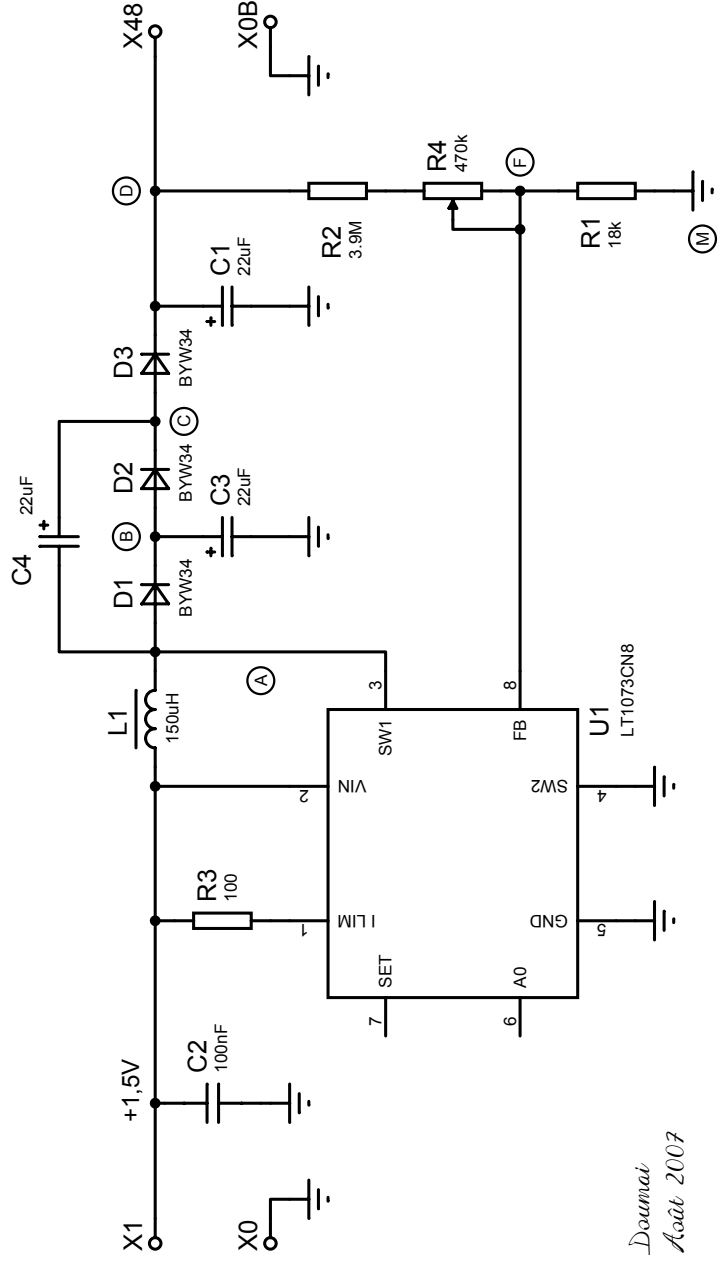 X1
X0
+1,5V
C2
100nF
R3
100
L1
150uH
C4
22uF
+
A
D1
BYW34
B
+
C3
22uF
D2
BYW34
C
D3
BYW34
+
C1
22uF
D
X48
X0B
R2
3.9M
R4
470k
F
R1
18k
M
1
I LIM
2
VIN
3
SW1
8
FB
4
SW2
5
GND
6
A0
7
SET
U1
LT1073CN8
Doumai
Août 2007